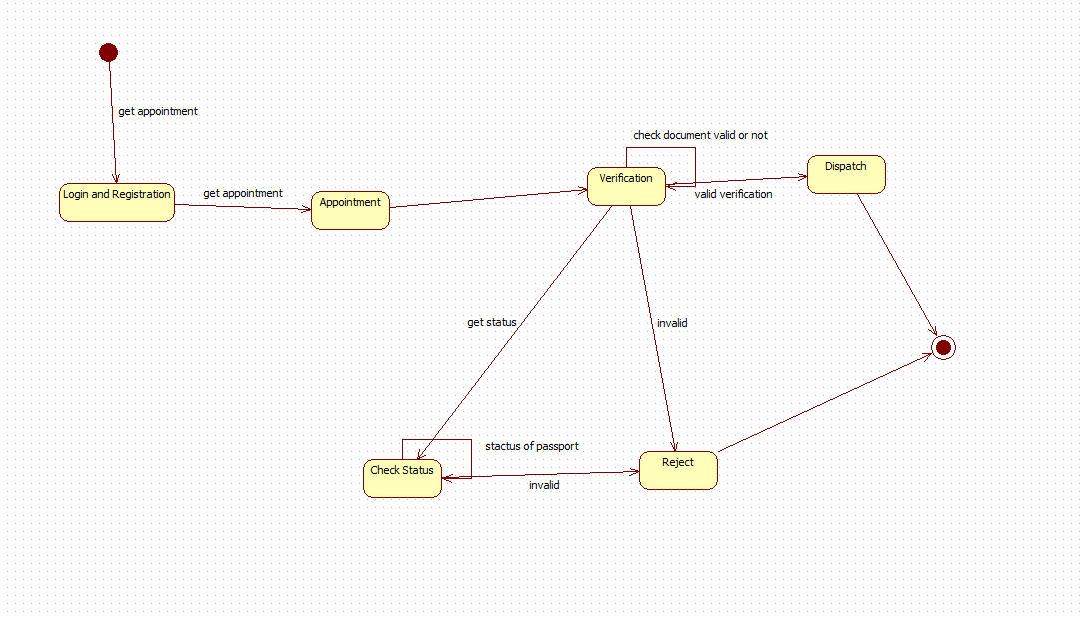 get appointment
check document valid or not
Dispatch
Verification
Login and Registration
get appointment
Appointment
valid verification
get status
invalid
stactus of passport
Check Status
Reject
invalid